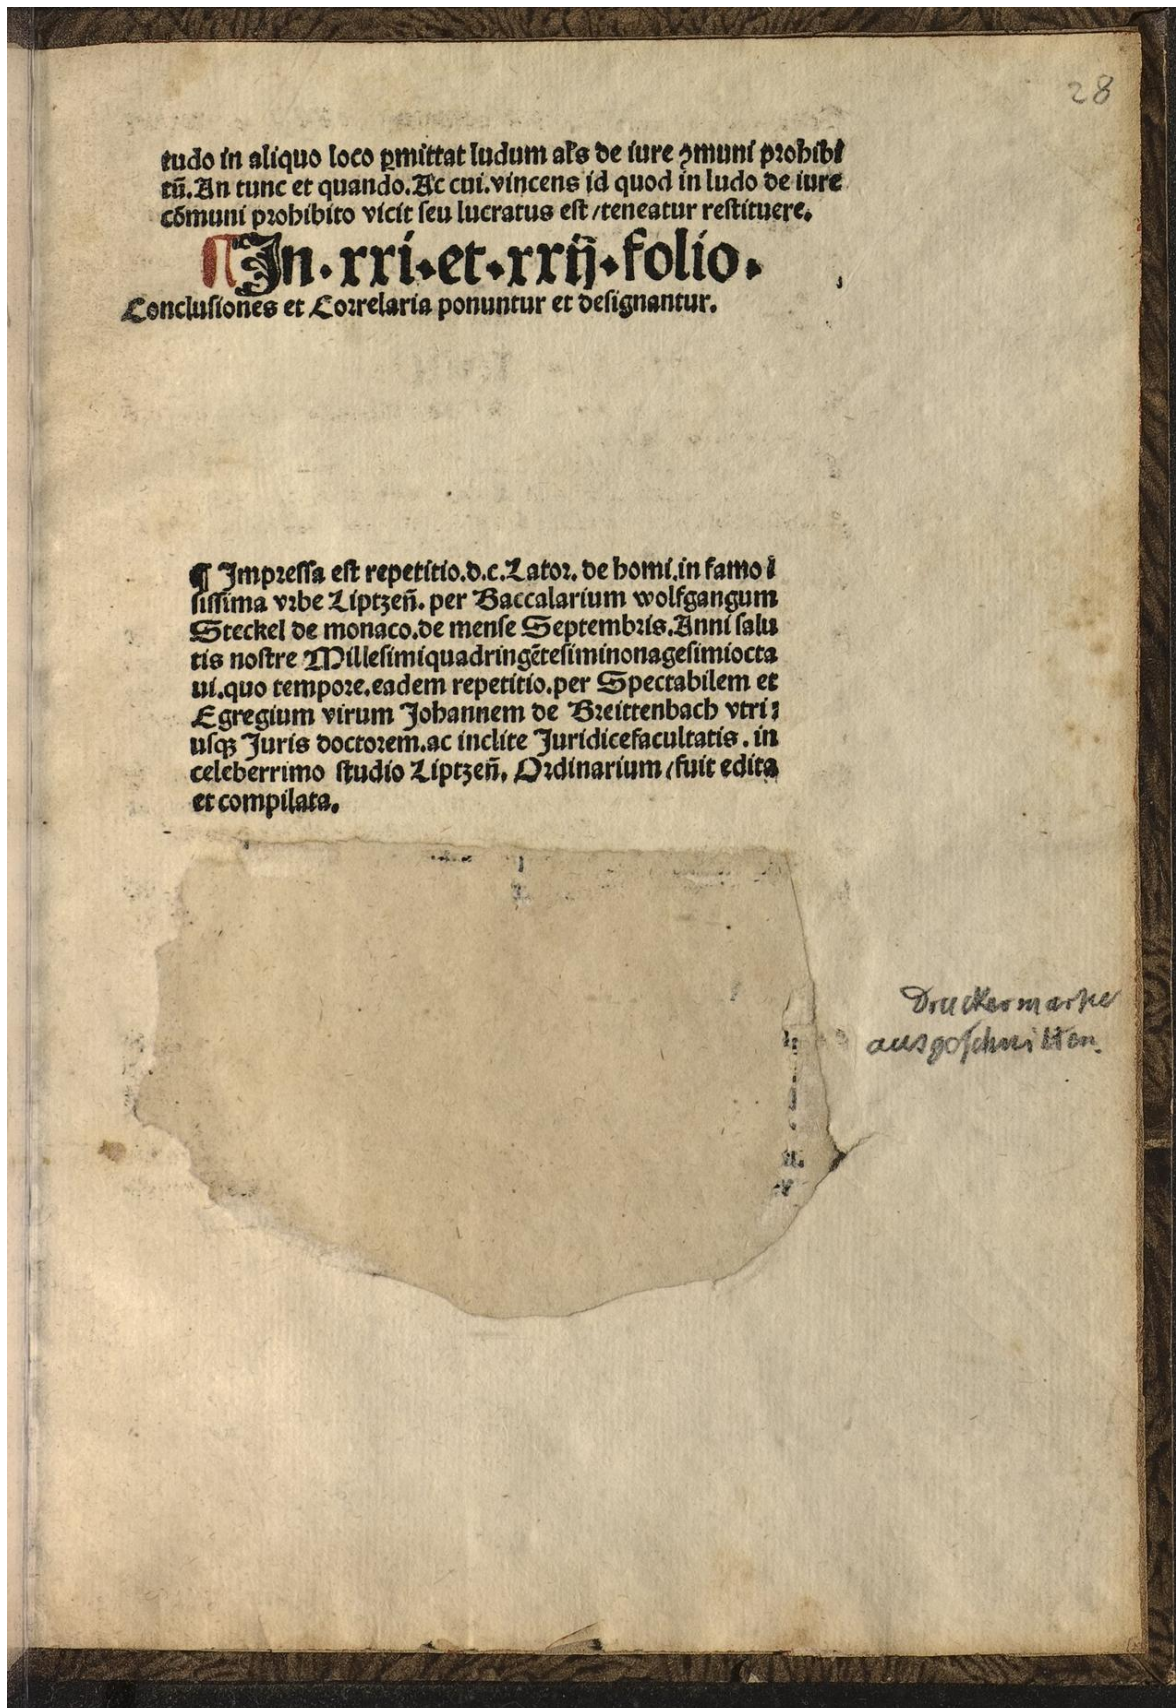 28
tudo in aliquo loco ꝑmittat ludum al's de iure ꝯmuni prohibi
tū. An tunc et quando. Ac cui. vincens id quod in ludo de iure
cōmuni prohibito vicit seu lucratus est / teneatur restituere.
¶ In. xxi. et. xxij. folio.
Conclusiones et Correlaria ponuntur et designantur.
¶ Impressa est repetitio. d. c. Lator. de homi. in famo i
sissima vrbe Liptzen̄. per Baccalarium wolfgangum
Steckel de monaco. de mense Septembris. Anni salu
tis nostre Millesimiquadringētesiminonagesimiocta
ui. quo tempore. eadem repetitio. per Spectabilem et
Egregium virum Johannem de Breittenbach vtri⸗
usqꝫ Juris doctorem. ac inclite Juridicefacultatis. in
celeberrimo studio Liptzen̄. Ordinarium / fuit edita
et compilata.
Druckermarke
ausgeschnitten.